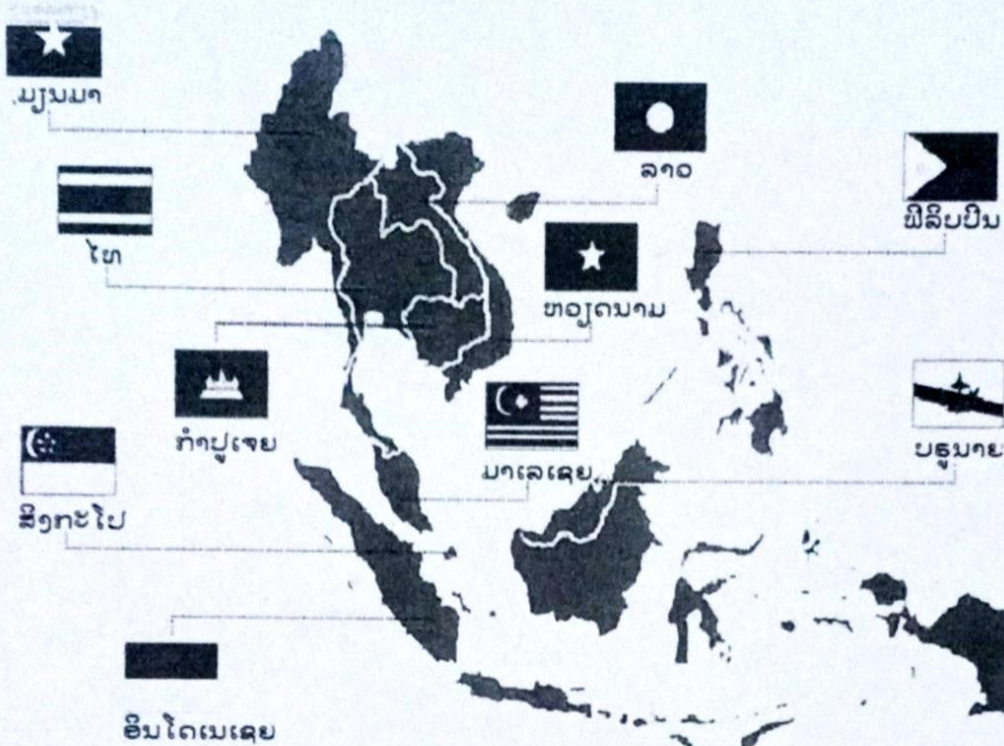 ມຽນມາ
ລາວ
ຟິລິບປິນ
ໄທ
ຫວຽດນາມ
ກຳປູເຈຍ
ມາເລເຊຍ
ບຣູນາຍ
ສິງກະໂປ
ອິນໂດເນເຊຍ